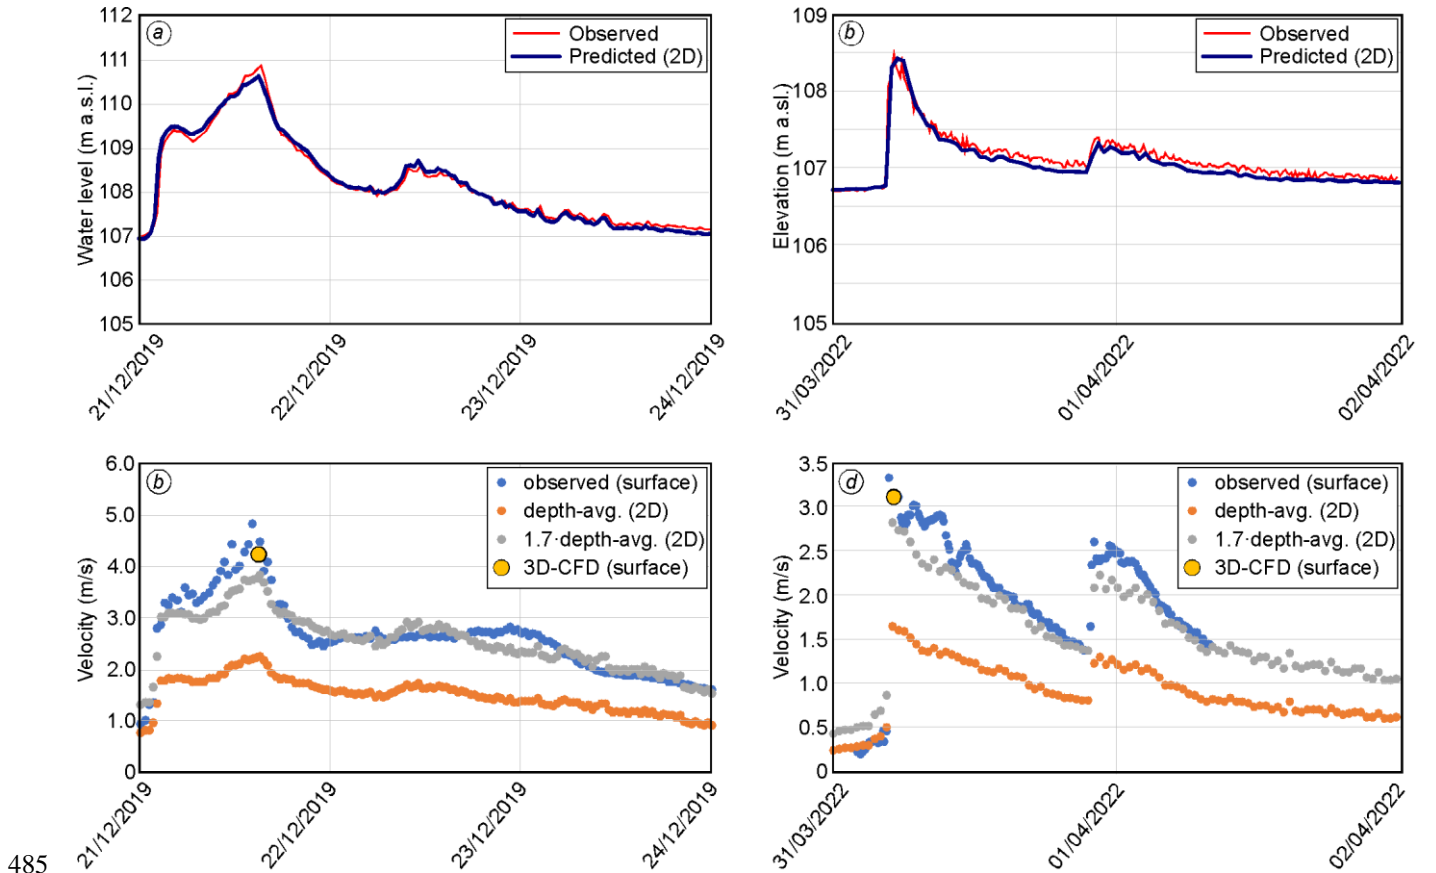 a
Observed
Predicted (2D)
Water level (m a.s.l.)
112
111
110
109
108
107
106
105
21/12/2019
22/12/2019
23/12/2019
24/12/2019
b
Observed
Predicted (2D)
Elevation (m a.sl.)
109
108
107
106
105
31/03/2022
01/04/2022
02/04/2022
b
observed (surface)
depth-avg. (2D)
1.7·depth-avg. (2D)
3D-CFD (surface)
Velocity (m/s)
6.0
5.0
4.0
3.0
2.0
1.0
0
21/12/2019
22/12/2019
23/12/2019
24/12/2019
d
observed (surface)
depth-avg. (2D)
1.7·depth-avg. (2D)
3D-CFD (surface)
Velocity (m/s)
3.5
3.0
2.5
2.0
1.5
1.0
0.5
0
31/03/2022
01/04/2022
02/04/2022
485